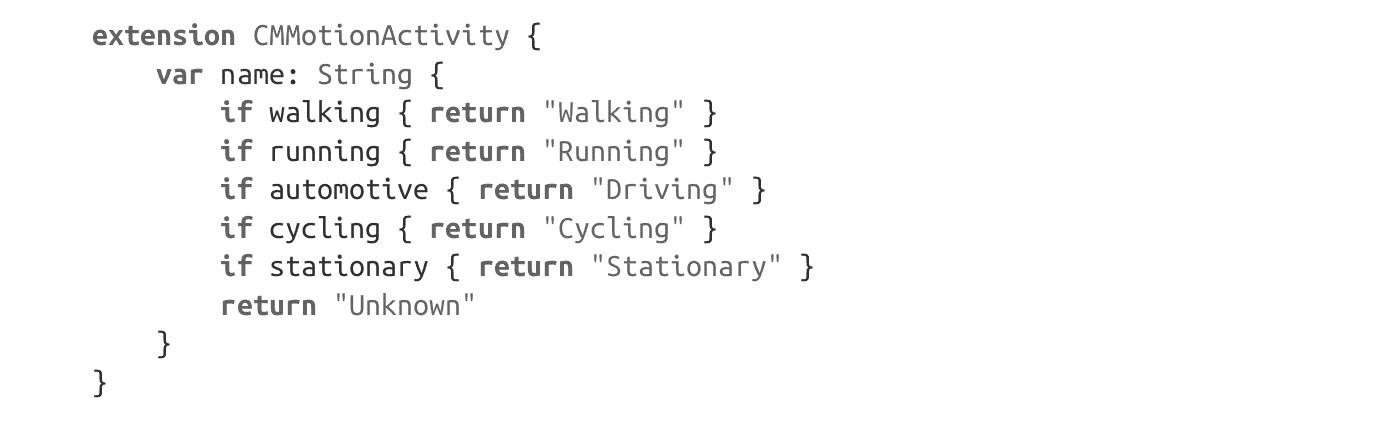 extension CMMotionActivity {
    var name: String {
        if walking { return "Walking" }
        if running { return "Running" }
        if automotive { return "Driving" }
        if cycling { return "Cycling" }
        if stationary { return "Stationary" }
        return "Unknown"
    }
}